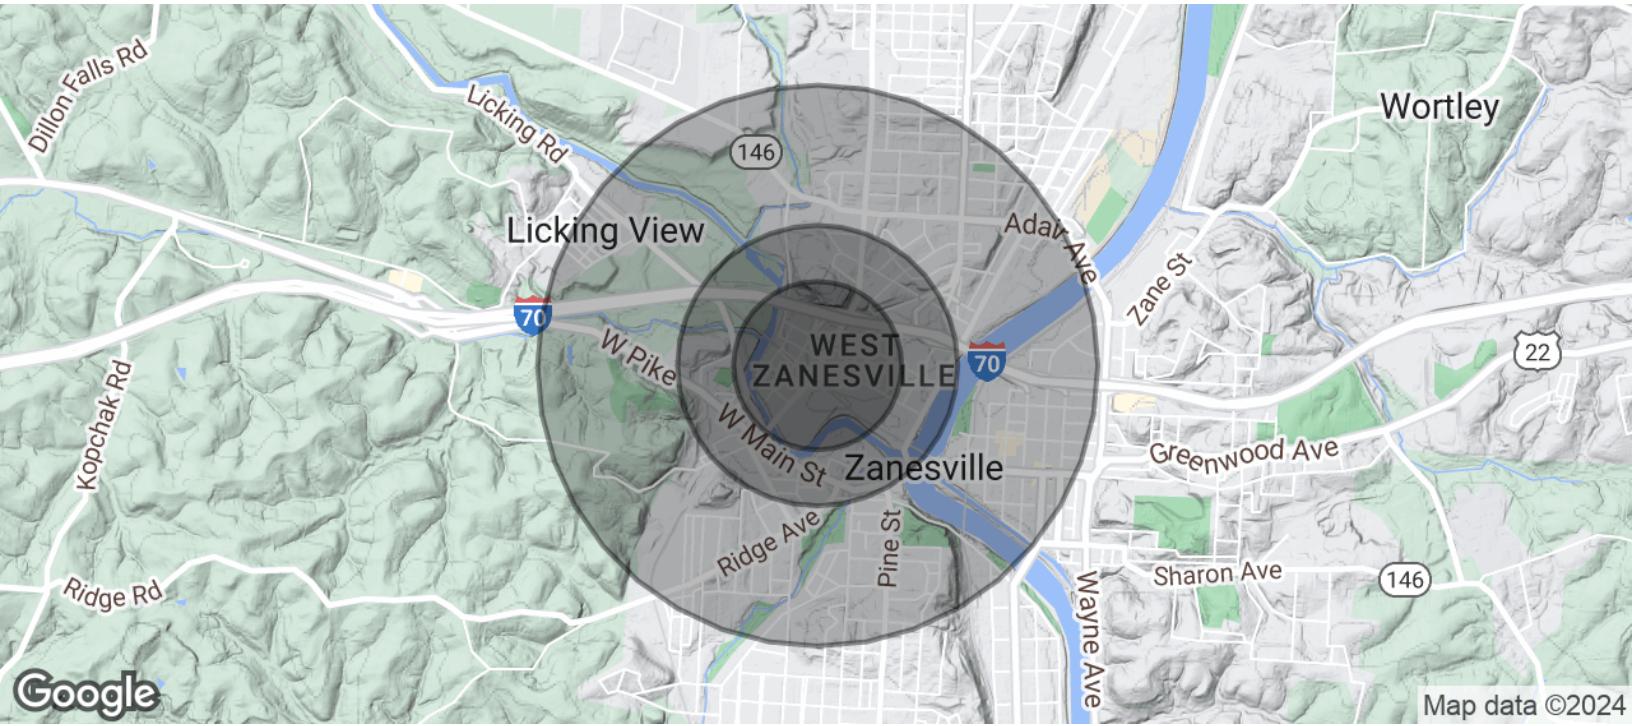 Dillon Falls Rd
Licking Rd
Wortley
146
Licking View
Adair Ave
Zane St
70
W Pike
WEST
ZANESVILLE
70
22
Kopchak Rd
W Main St
Zanesville
Greenwood Ave
Ridge Ave
Pine St
Ridge Rd
Sharon Ave
146
Wayne Ave
Google
Map data ©2024